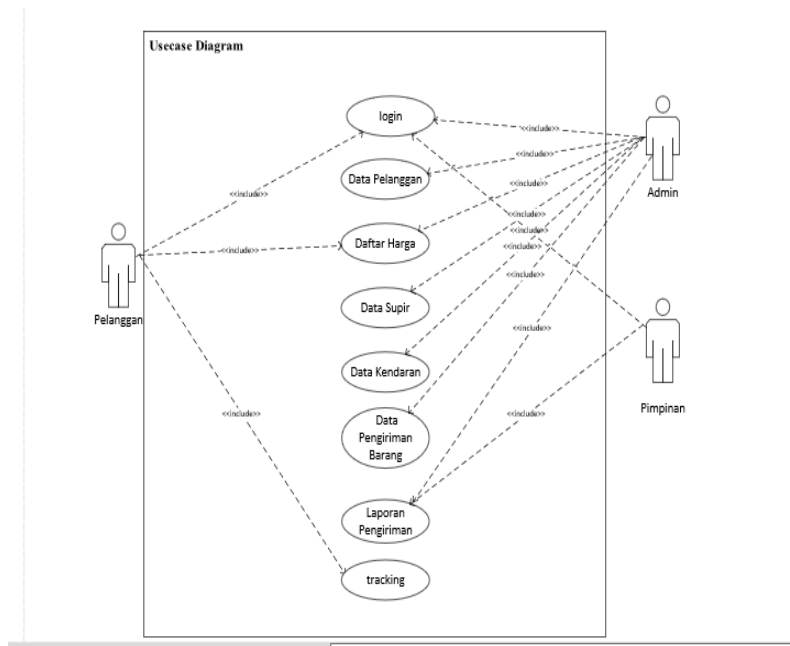 Usecase Diagram
login
<<include>>
Admin
<<include>>
Data Pelanggan
<<include>>
<<include>>
<<include>>
<<include>>
Daftar Harga
<<include>>
<<include>>
<<include>>
Pelanggan
Data Supir
<<include>>
Data Kendaran
Pimpinan
<<include>>
<<include>>
Data
Pengiriman
Barang
Laporan
Pengiriman
tracking